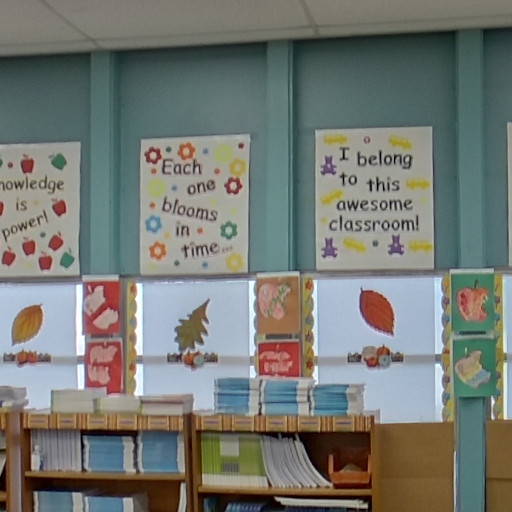 nowledge
is
power!
Each
one
blooms
in
time...
I belong
to this
awesome
classroom!